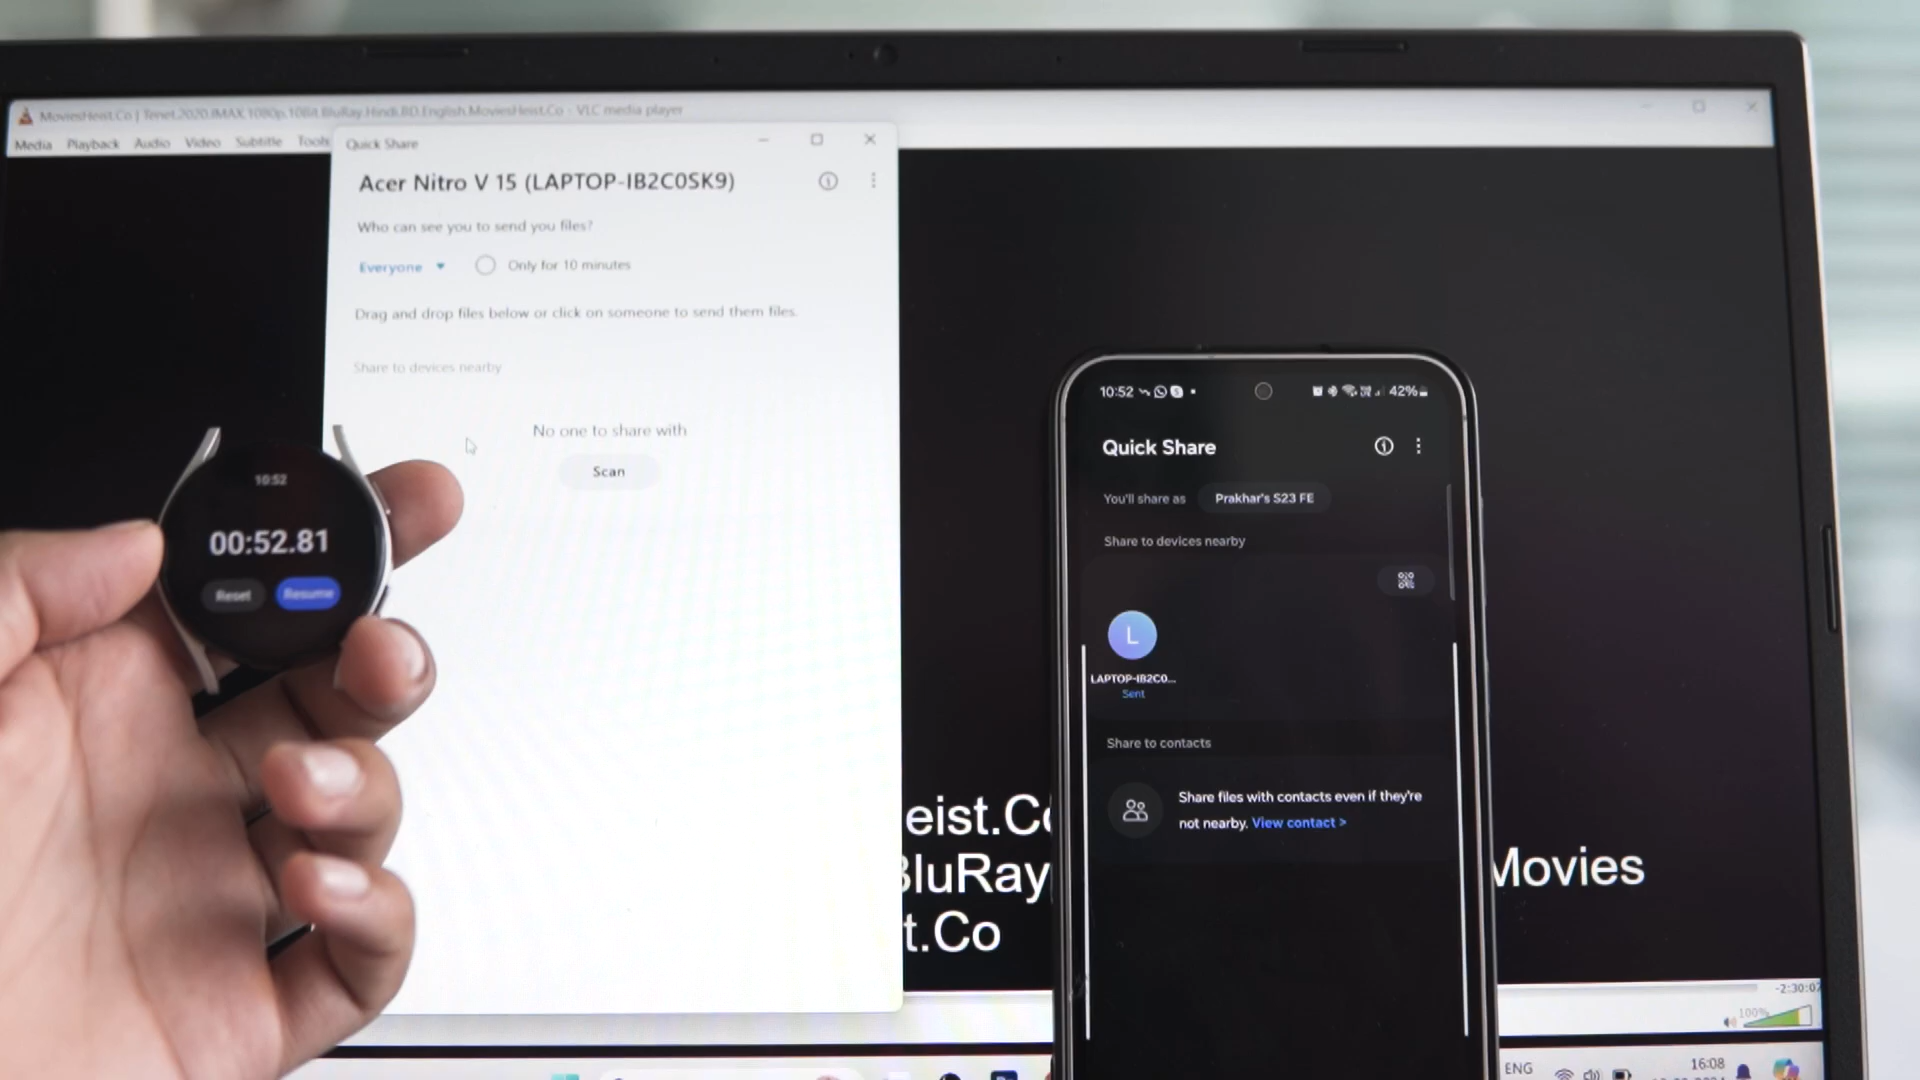 MoviesHeist.Co | Tenet.2020.IMAX.1080p.10Bit.BluRay.Hindi.BD.English.MoviesHeist.Co - VLC media player
Media Playback Audio Video Subtitle Tools
Quick Share
Acer Nitro V 15 (LAPTOP-IB2C0SK9)
Who can see you to send you files?
Everyone
Only for 10 minutes
Drag and drop files below or click on someone to send them files.
Share to devices nearby
No one to share with
Scan
10:52
00:52.81
Reset
Resume
10:52
42%
Quick Share
You'll share as
Prakhar's S23 FE
Share to devices nearby
L
LAPTOP-IB2C0...
Sent
Share to contacts
Share files with contacts even if they're
not nearby. View contact >
eist.Co
BluRay
Movies
t.Co
-2:30:07
100%
ENG
16:08